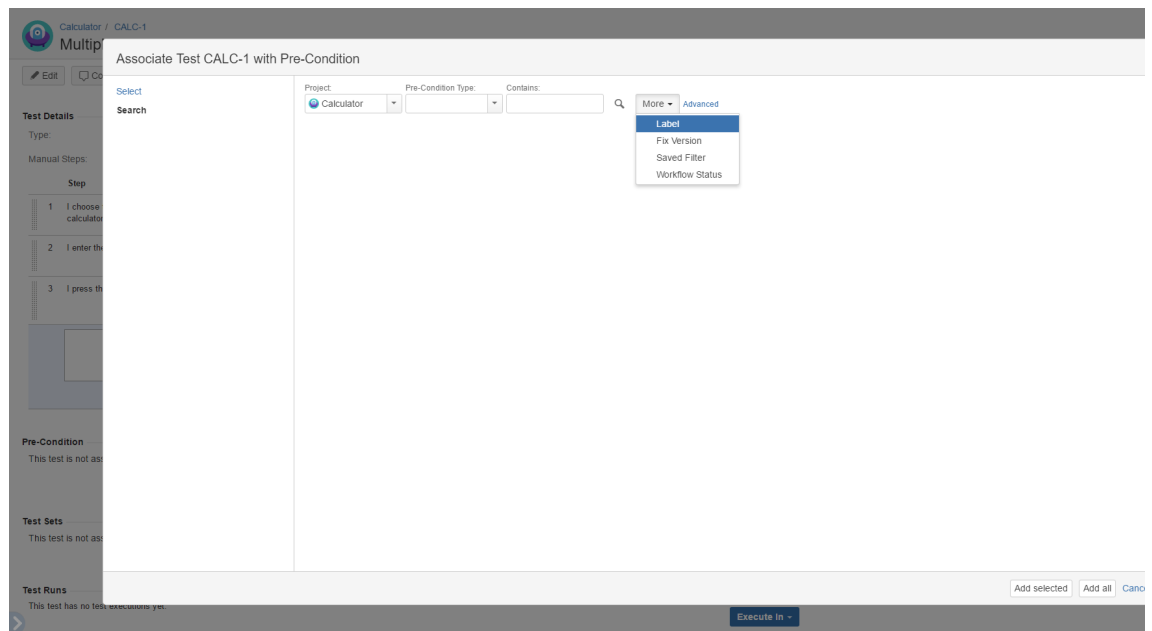 Calculator / CALC-1
Multip
Edit
Co
Associate Test CALC-1 with Pre-Condition
Select
Search
Project:
Pre-Condition Type:
Contains:
Calculator
More
Advanced
Label
Fix Version
Saved Filter
Workflow Status
Test Details
Type:
Manual Steps:
Step
1 I choose
calculator
2 I enter the
3 I press th
Pre-Condition
This test is not ass
Test Sets
This test is not ass
Test Runs
This test has no test executions yet.
Add selected
Add all
Cance
Execute In